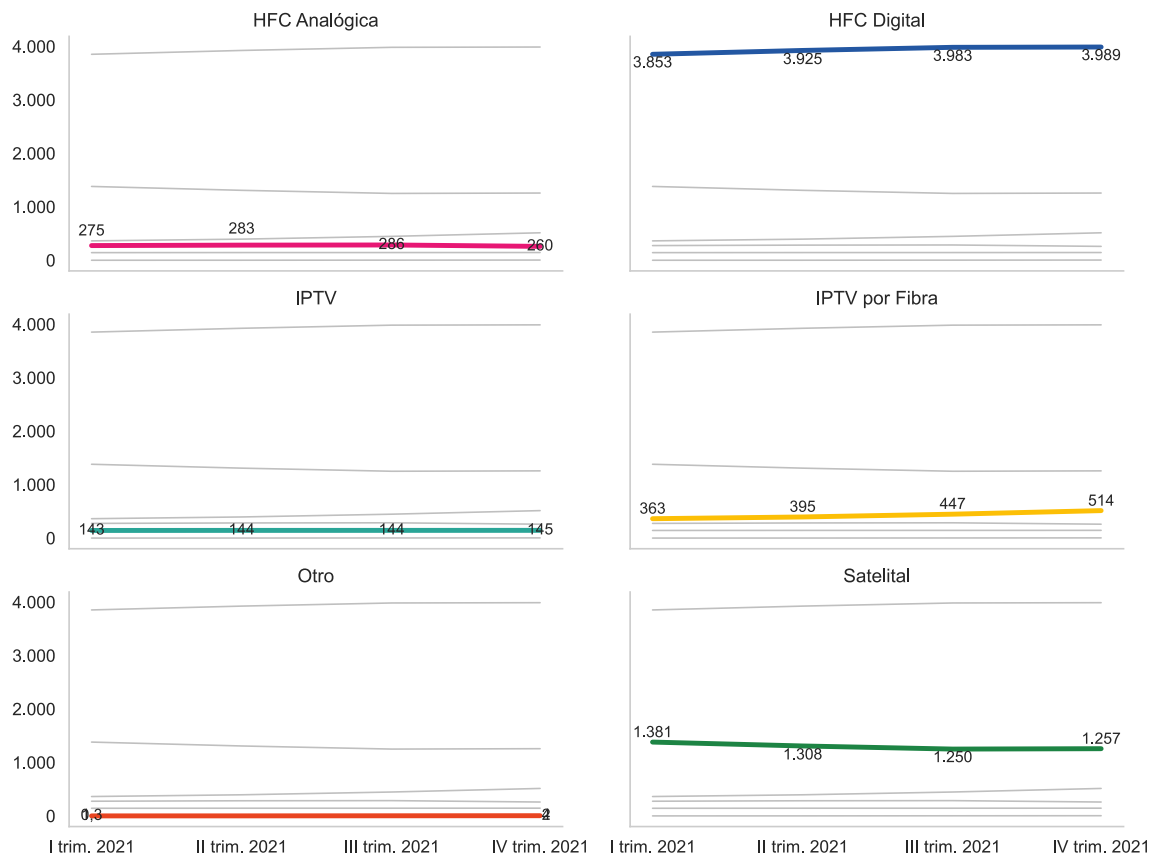 HFC Analógica
HFC Digital
4.000
3.000
2.000
1.000
0
275
283
286
260
3.853
3.925
3.983
3.989
IPTV
IPTV por Fibra
4.000
3.000
2.000
1.000
0
143
144
144
145
363
395
447
514
Otro
Satelital
4.000
3.000
2.000
1.000
0
1.381
1.308
1.250
1.257
I trim. 2021
II trim. 2021
III trim. 2021
IV trim. 2021
I trim. 2021
II trim. 2021
III trim. 2021
IV trim. 2021